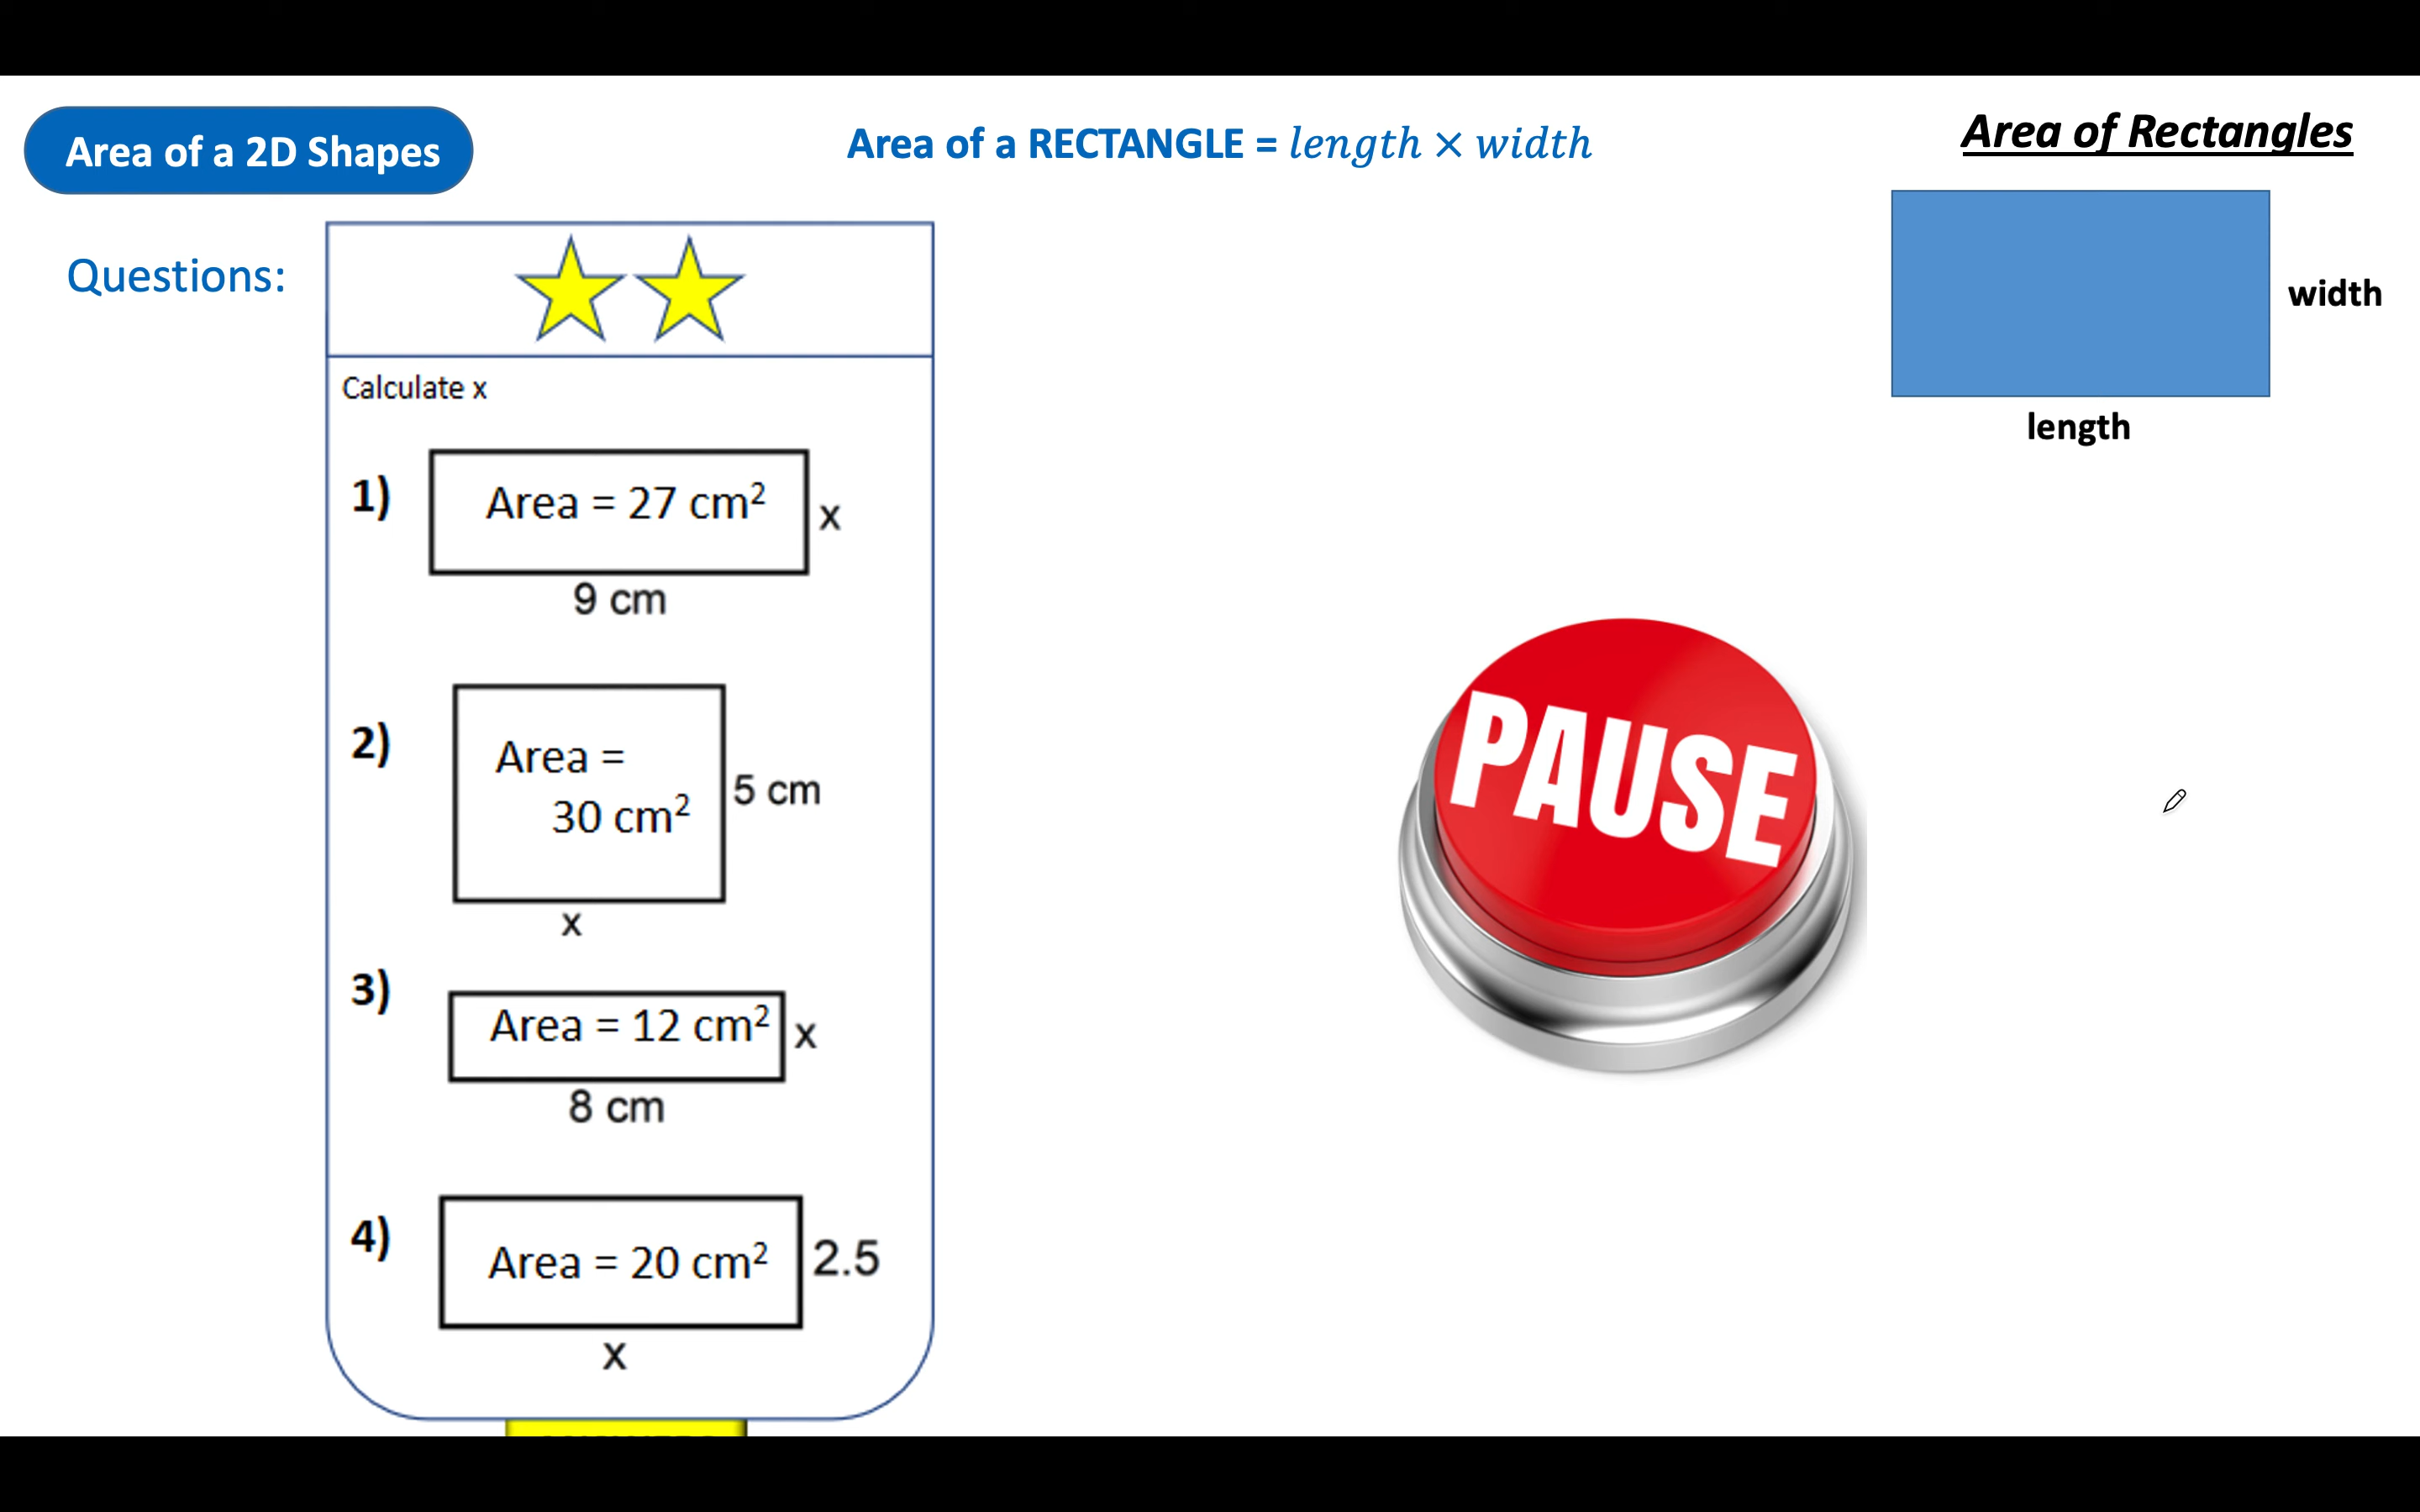 Area of a 2D Shapes
Area of a RECTANGLE = length × width
Area of Rectangles
Questions:
width
length
Calculate x
1)
Area = 27 cm²
x
9 cm
2)
Area =
30 cm²
5 cm
x
3)
Area = 12 cm²
x
8 cm
4)
Area = 20 cm²
2.5
x
PAUSE